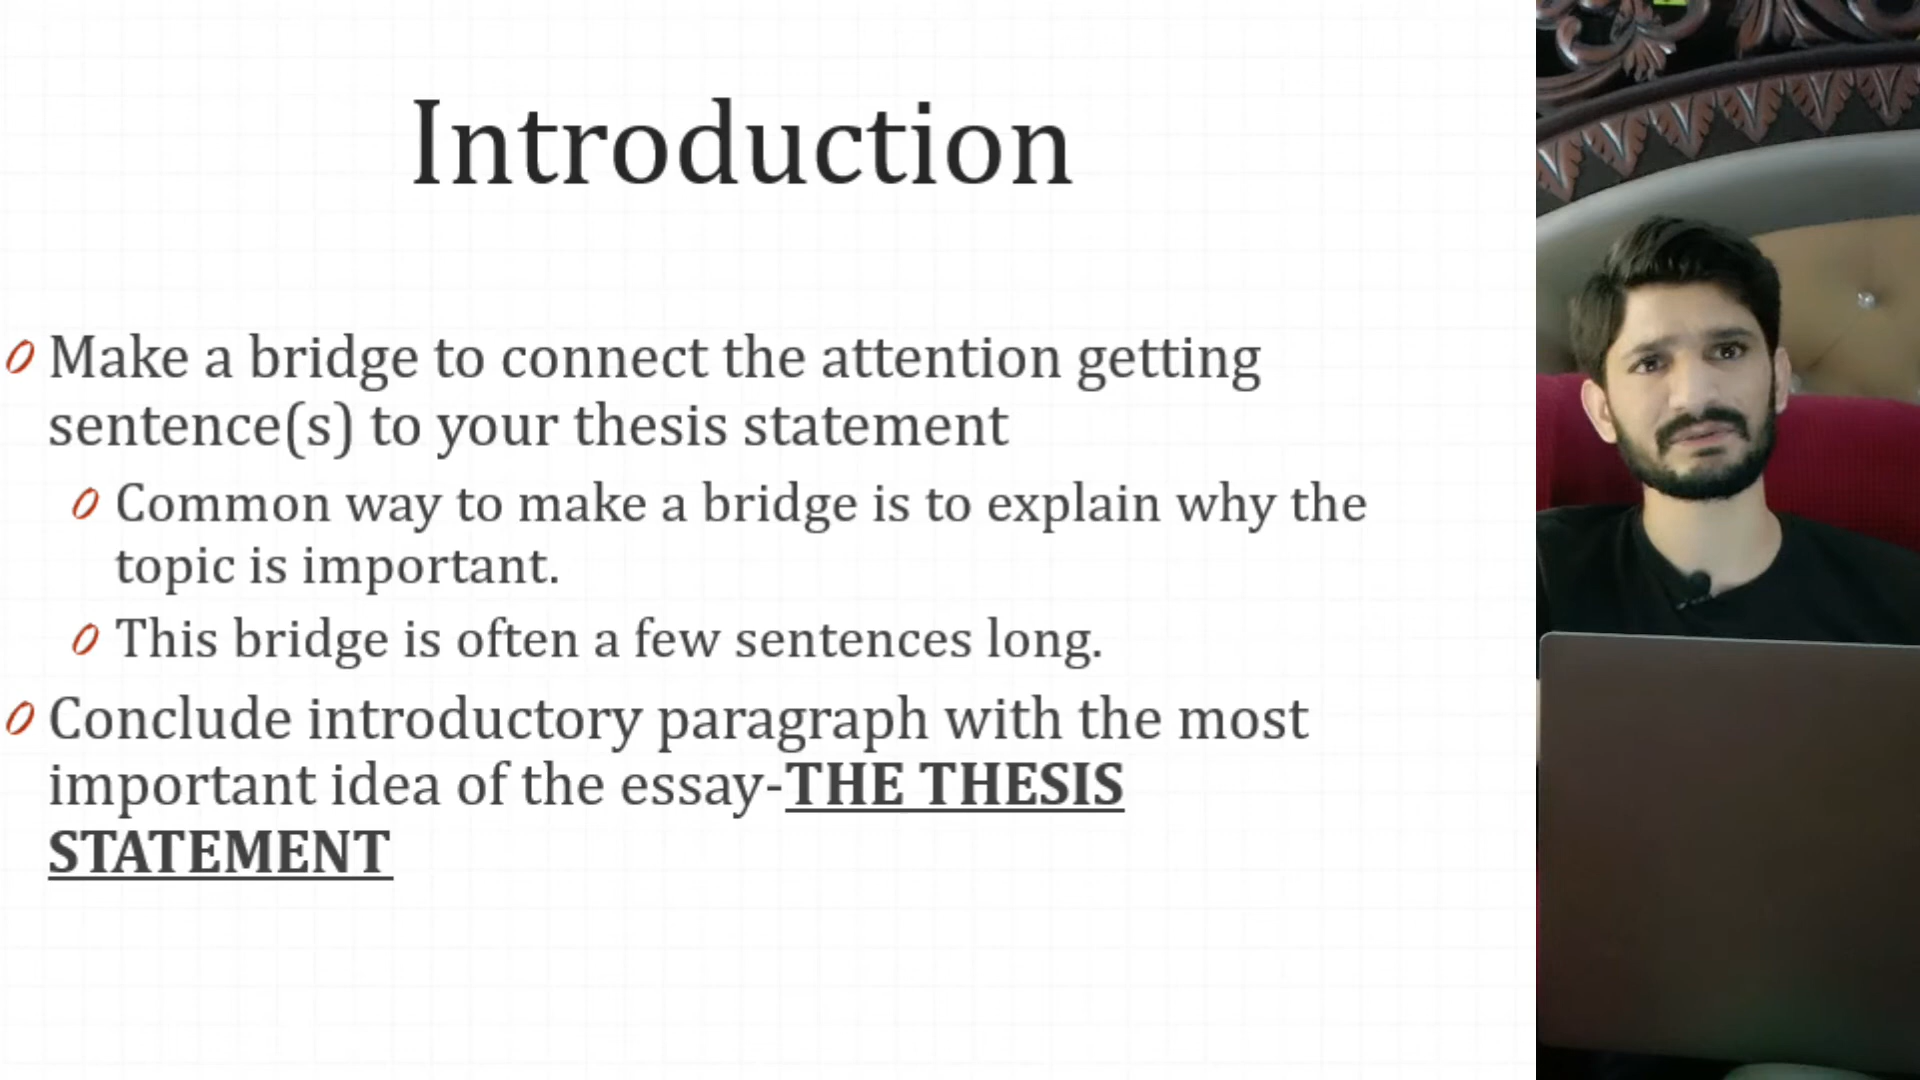 Introduction
Make a bridge to connect the attention getting
sentence(s) to your thesis statement
Common way to make a bridge is to explain why the
topic is important.
This bridge is often a few sentences long.
Conclude introductory paragraph with the most
important idea of the essay-THE THESIS
STATEMENT